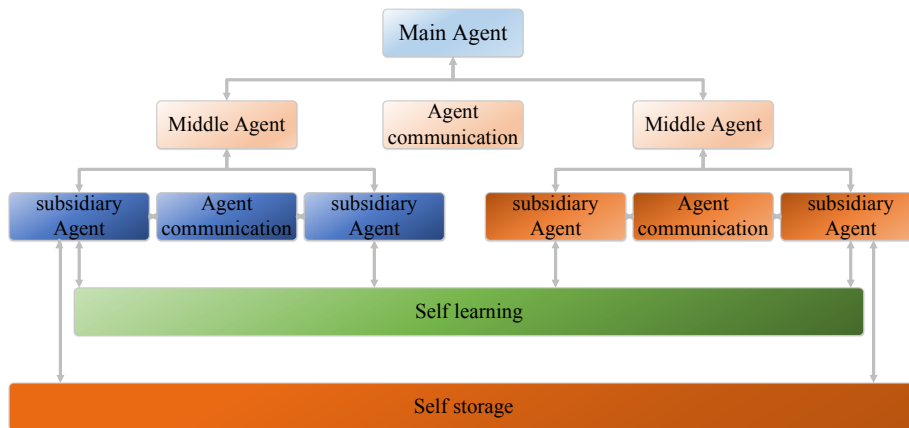 Main Agent
Middle Agent
Agent
communication
Middle Agent
subsidiary
Agent
Agent
communication
subsidiary
Agent
subsidiary
Agent
Agent
communication
subsidiary
Agent
Self learning
Self storage